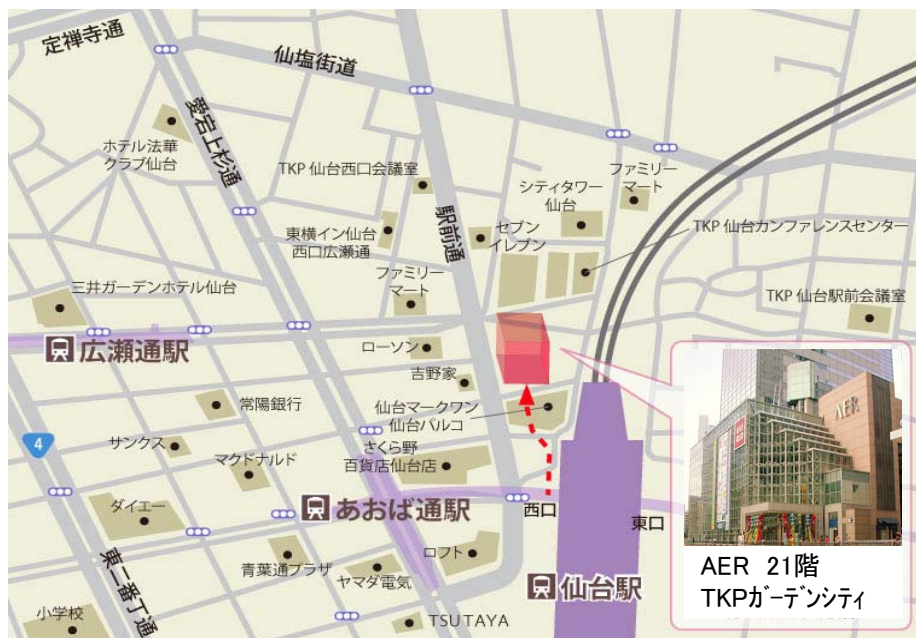 定禅寺通
仙塩街道
愛宕上杉通
ホテル法華
クラブ仙台
TKP 仙台西口会議室
駅前通
シティタワー
仙台
ファミリー
マート
東横イン仙台
西口広瀬通
セブン
イレブン
TKP 仙台カンファレンスセンター
三井ガーデンホテル仙台
ファミリー
マート
TKP 仙台駅前会議室
広瀬通駅
ローソン
吉野家
常陽銀行
仙台マークワン
仙台パルコ
AER
4
サンクス
マクドナルド
さくら野
百貨店仙台店
ダイエー
あおば通駅
西口
東口
東二番丁通
青葉通プラザ
ヤマダ電気
ロフト
仙台駅
AER 21階
TKPガーデンシティ
小学校
TSUTAYA